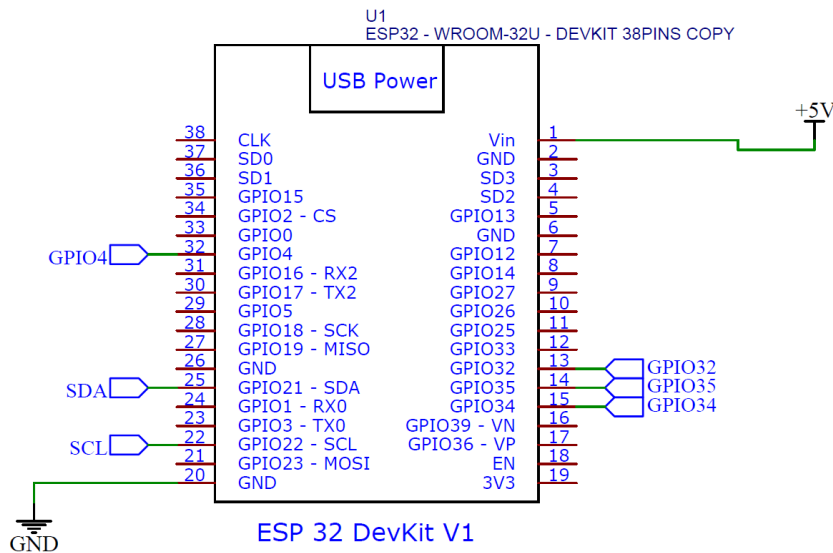 U1
ESP32 - WROOM-32U - DEVKIT 38PINS COPY
USB Power
+5V
38 CLK Vin 1
37 SD0 GND 2
36 SD1 SD3 3
35 GPIO15 SD2 4
34 GPIO2 - CS GPIO13 5
33 GPIO0 GND 6
GPIO4 32 GPIO4 GPIO12 7
31 GPIO16 - RX2 GPIO14 8
30 GPIO17 - TX2 GPIO27 9
29 GPIO5 GPIO26 10
28 GPIO18 - SCK GPIO25 11
27 GPIO19 - MISO GPIO33 12
26 GND GPIO32 13 GPIO32
SDA 25 GPIO21 - SDA GPIO35 14 GPIO35
24 GPIO1 - RX0 GPIO34 15 GPIO34
23 GPIO3 - TX0 GPIO39 - VN 16
SCL 22 GPIO22 - SCL GPIO36 - VP 17
21 GPIO23 - MOSI EN 18
20 GND 3V3 19
GND
ESP 32 DevKit V1